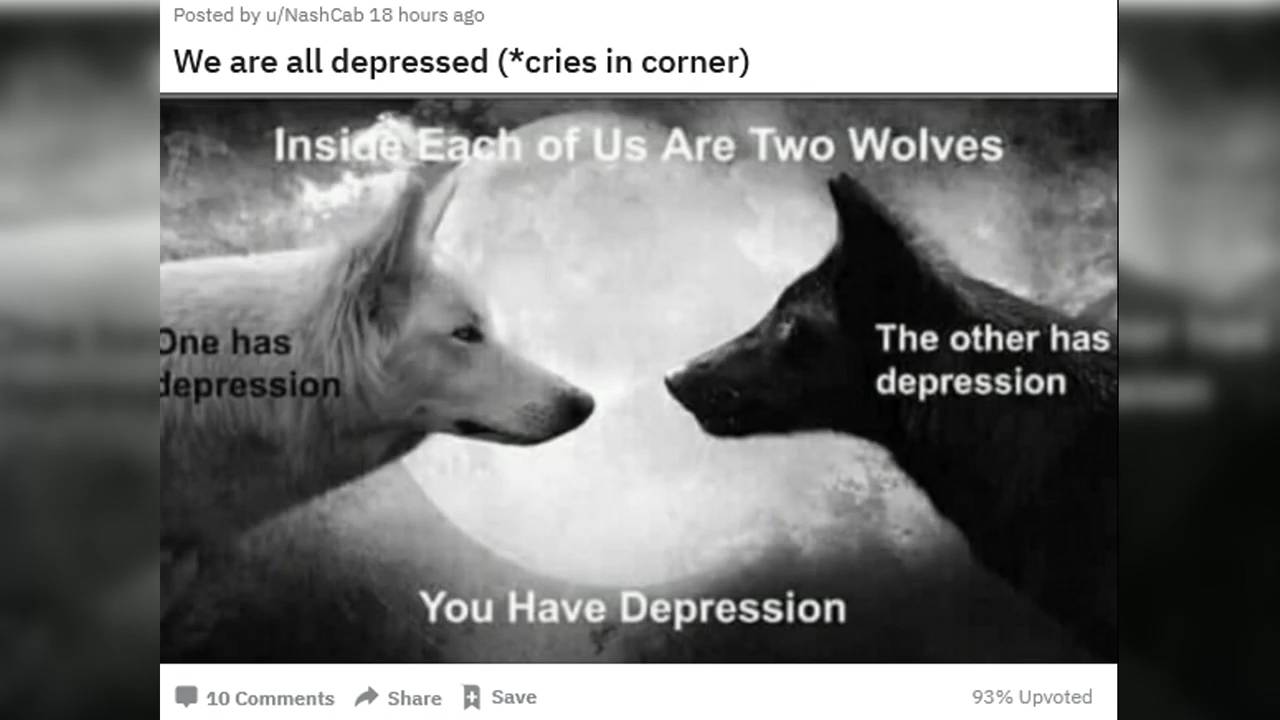 Posted by u/NashCab 18 hours ago
We are all depressed (*cries in corner)
Inside Each of Us Are Two Wolves
One has
depression
The other has
depression
You Have Depression
10 Comments Share Save 93% Upvoted